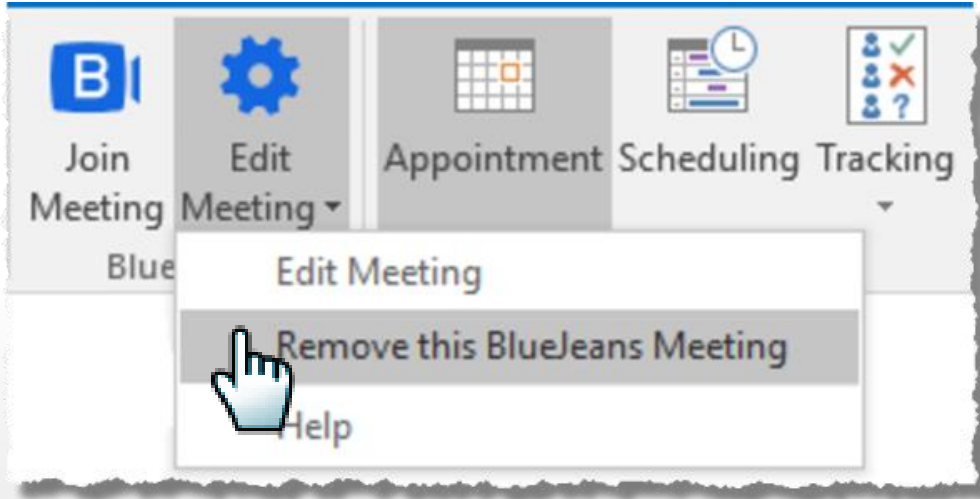 B
Join Meeting
Edit Meeting
Appointment
Scheduling
Tracking
?
Blue
Edit Meeting
Remove this BlueJeans Meeting
Help